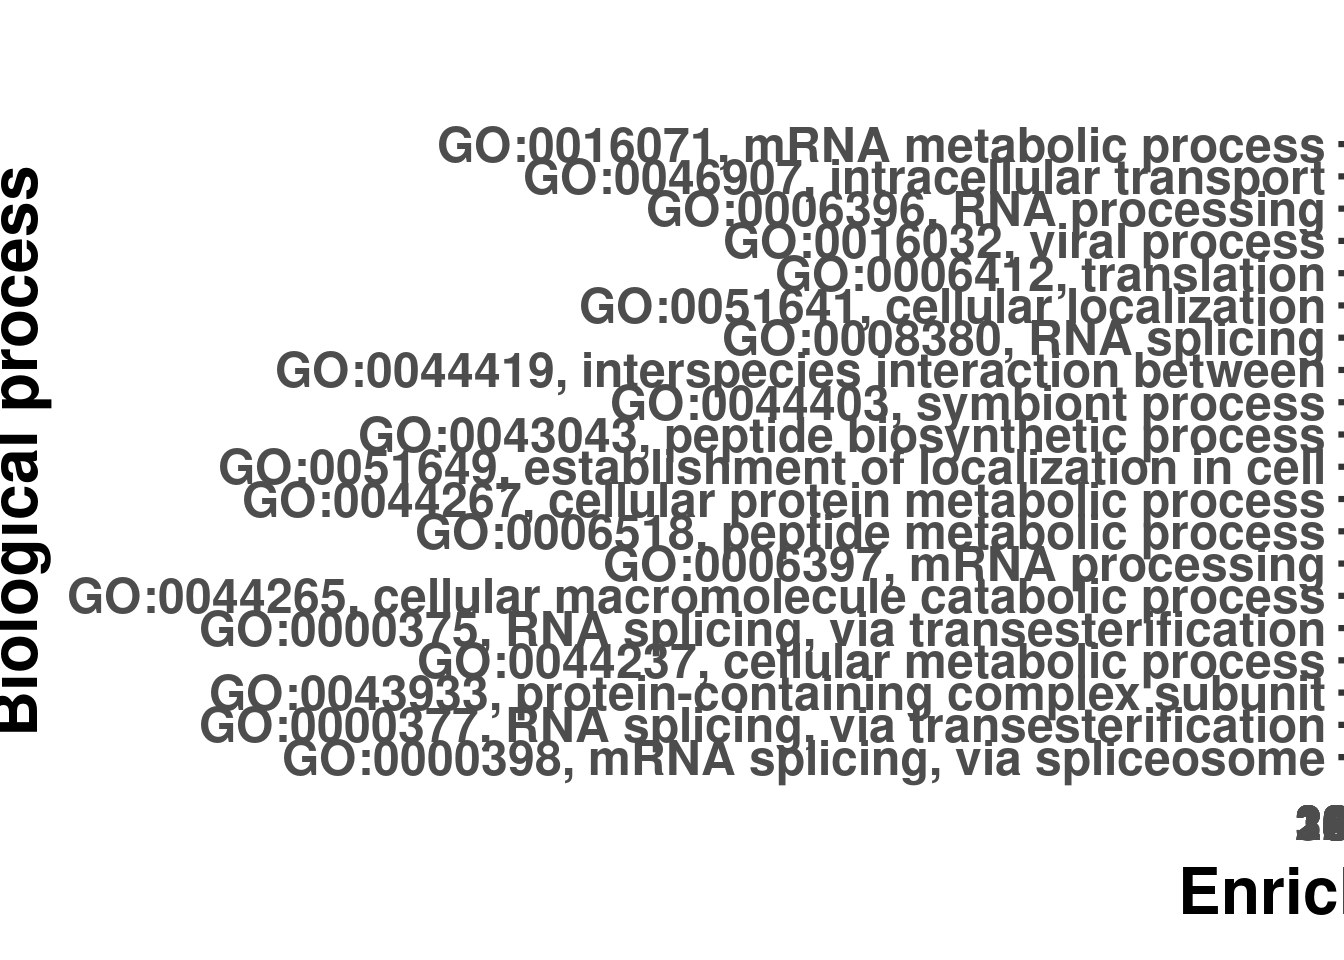 Biological process
GO:0016071, mRNA metabolic process
GO:0046907, intracellular transport
GO:0006396, RNA processing
GO:0016032, viral process
GO:0006412, translation
GO:0051641, cellular localization
GO:0008380, RNA splicing
GO:0044419, interspecies interaction between
GO:0044403, symbiont process
GO:0043043, peptide biosynthetic process
GO:0051649, establishment of localization in cell
GO:0044267, cellular protein metabolic process
GO:0006518, peptide metabolic process
GO:0006397, mRNA processing
GO:0044265, cellular macromolecule catabolic process
GO:0000375, RNA splicing, via transesterification
GO:0044237, cellular metabolic process
GO:0043933, protein-containing complex subunit
GO:0000377, RNA splicing, via transesterification
GO:0000398, mRNA splicing, via spliceosome
Enrich